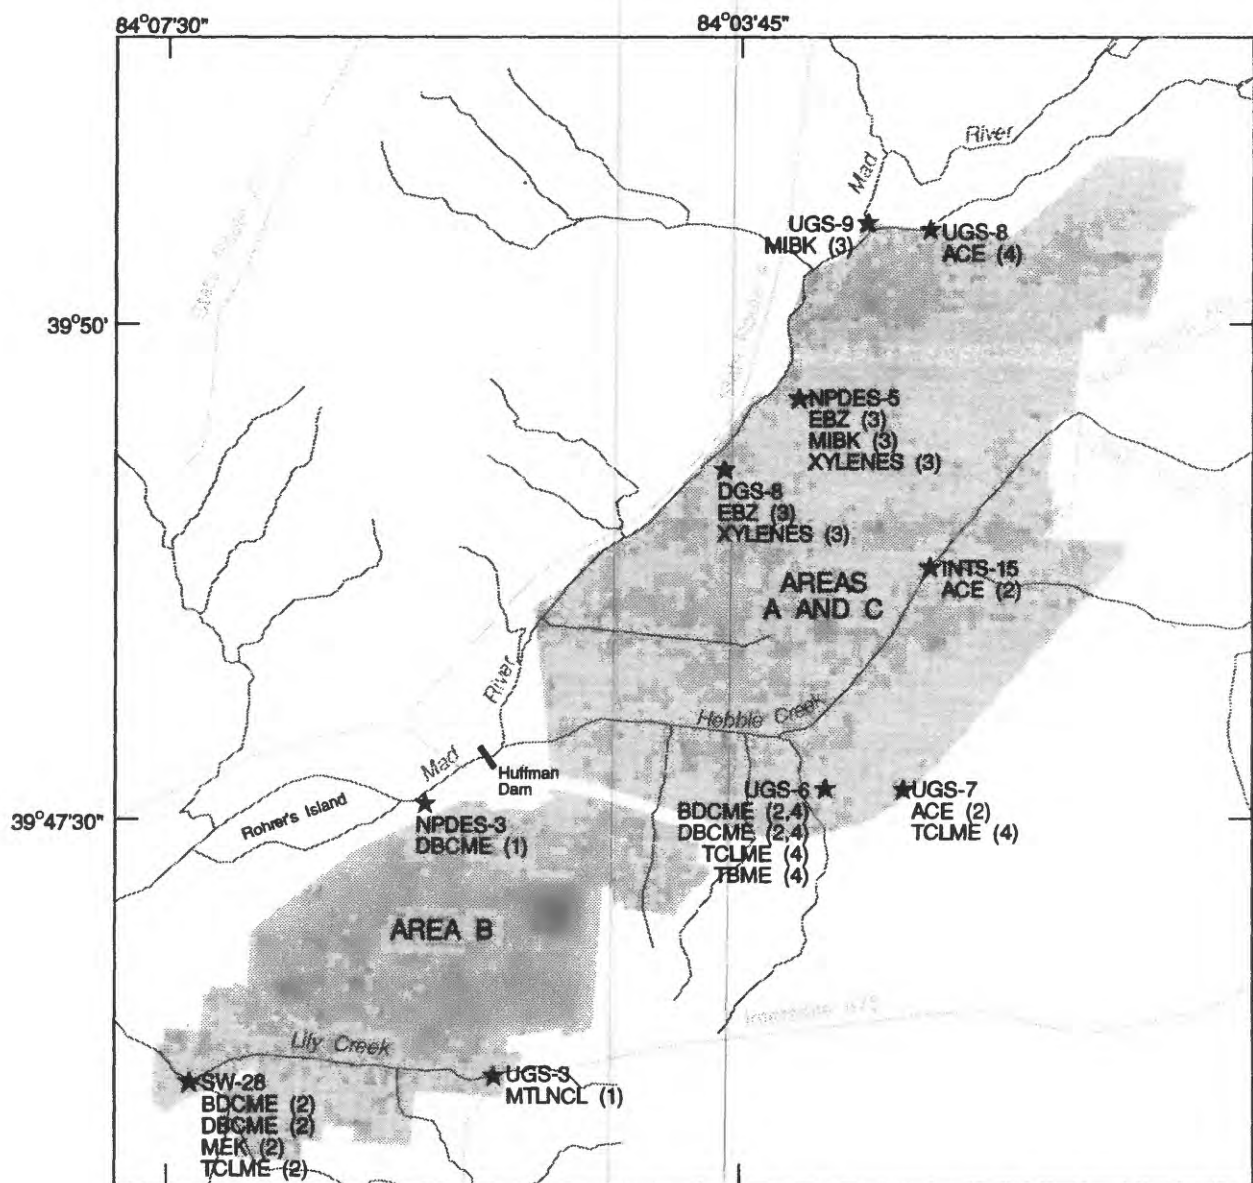 84°07'30"
84°03'45"
River
Mad
UGS-9
MIBK (3)
UGS-8
ACE (4)
39°50'
NPDES-5
EBZ (3)
MIBK (3)
XYLENES (3)
DGS-8
EBZ (3)
XYLENES (3)
AREAS
A AND C
INTS-15
ACE (2)
River
Hebble Creek
Mad
Huffman
Dam
Rohrer's Island
39°47'30"
NPDES-3
DBCME (1)
UGS-6
BDCME (2,4)
DBCME (2,4)
TCLME (4)
TBME (4)
UGS-7
ACE (2)
TCLME (4)
AREA B
Interstate 675
Lily Creek
SW-28
BDCME (2)
DBCME (2)
MEK (2)
TCLME (2)
UGS-3
MTLNCL (1)